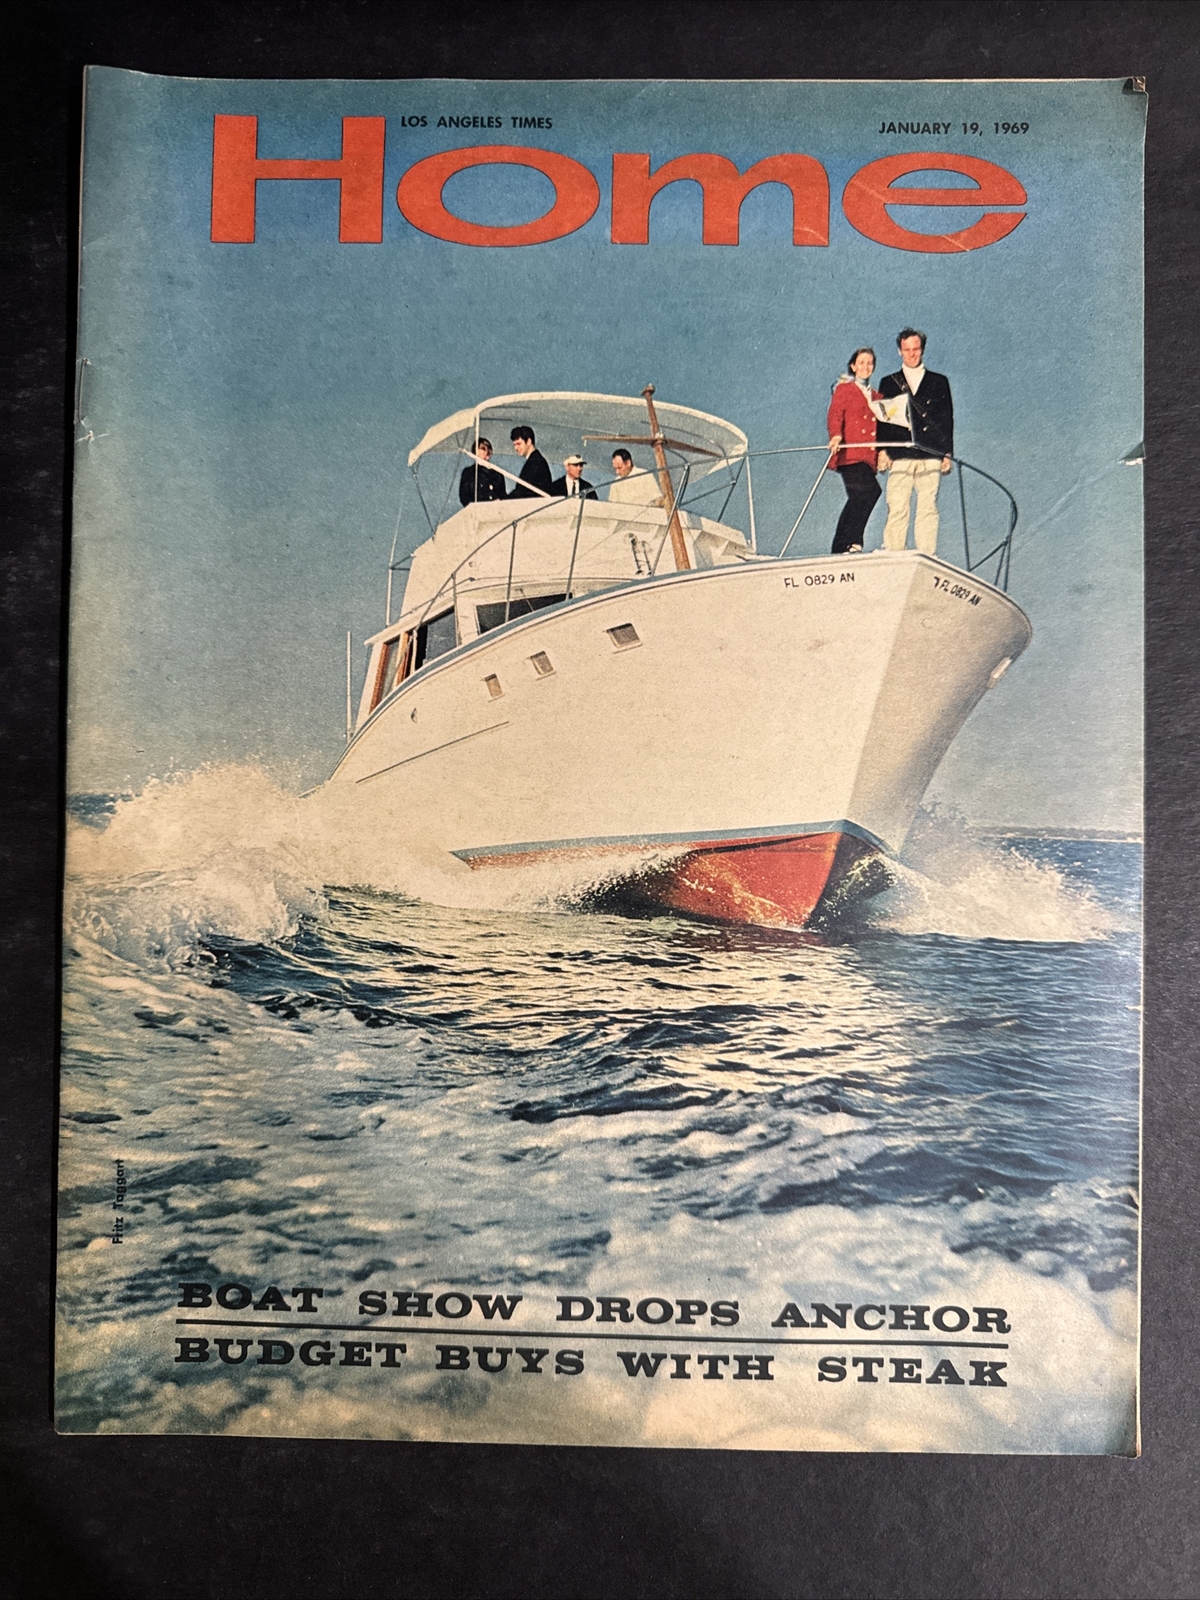 LOS ANGELES TIMES
JANUARY 19, 1969
Home
FL 0829 AN
FL 0829 AN
Fritz Taggart
BOAT SHOW DROPS ANCHOR
BUDGET BUYS WITH STEAK